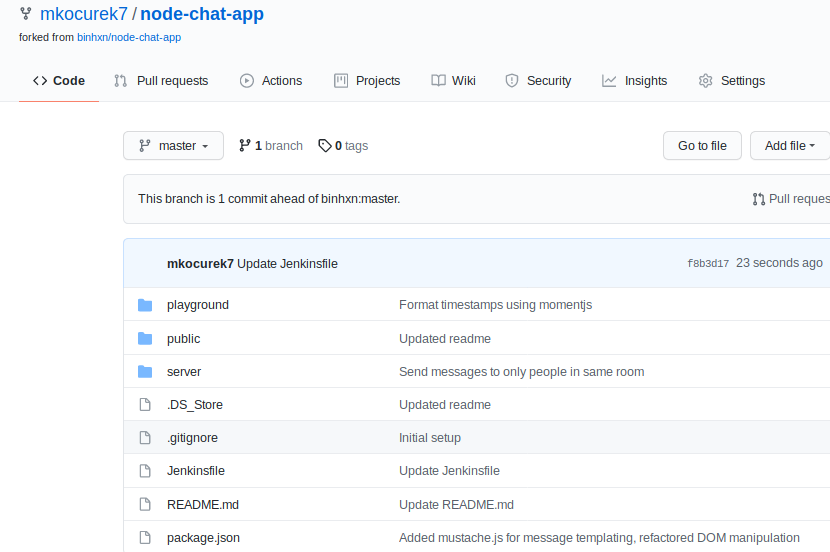 mkocurek7 / node-chat-app
forked from binhxn/node-chat-app
Code Pull requests Actions Projects Wiki Security Insights Settings
master 1 branch 0 tags Go to file Add file
This branch is 1 commit ahead of binhxn:master. Pull reques
mkocurek7 Update Jenkinsfile f8b3d17 23 seconds ago
playground Format timestamps using momentjs
public Updated readme
server Send messages to only people in same room
.DS_Store Updated readme
.gitignore Initial setup
Jenkinsfile Update Jenkinsfile
README.md Update README.md
package.json Added mustache.js for message templating, refactored DOM manipulation